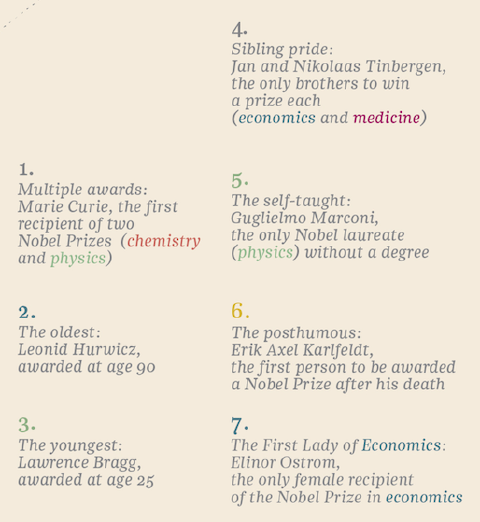 1.
Multiple awards:
Marie Curie, the first
recipient of two
Nobel Prizes (chemistry
and physics)
2.
The oldest:
Leonid Hurwicz,
awarded at age 90
3.
The youngest:
Lawrence Bragg,
awarded at age 25
4.
Sibling pride:
Jan and Nikolaas Tinbergen,
the only brothers to win
a prize each
(economics and medicine)
5.
The self-taught:
Guglielmo Marconi,
the only Nobel laureate
(physics) without a degree
6.
The posthumous:
Erik Axel Karlfeldt,
the first person to be awarded
a Nobel Prize after his death
7.
The First Lady of Economics:
Elinor Ostrom,
the only female recipient
of the Nobel Prize in economics